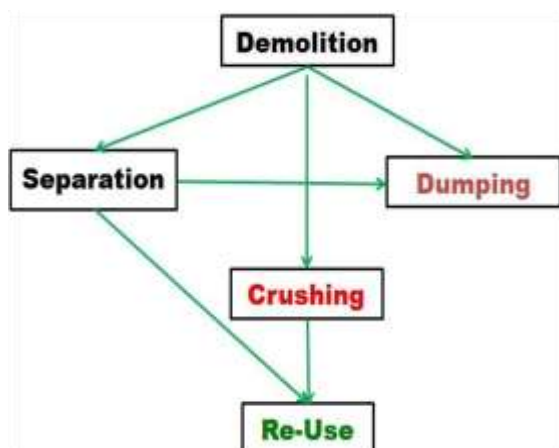 Demolition
Separation
Dumping
Crushing
Re-Use